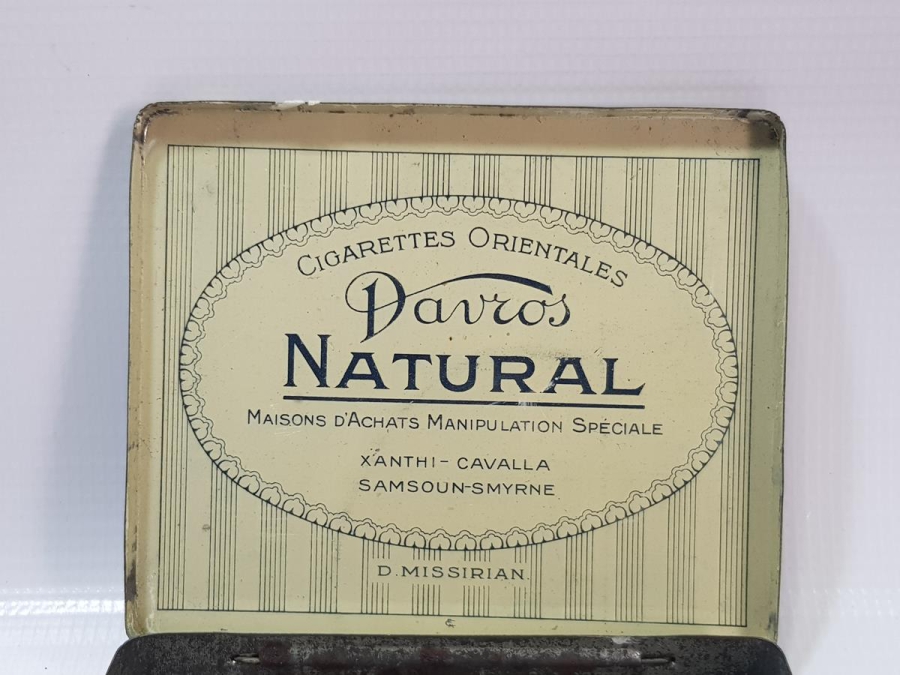 CIGARETTES ORIENTALES
Davros
NATURAL
MAISONS D'ACHATS MANIPULATION SPÉCIALE
XANTHI - CAVALLA
SAMSOUN-SMYRNE
D. MISSIRIAN.